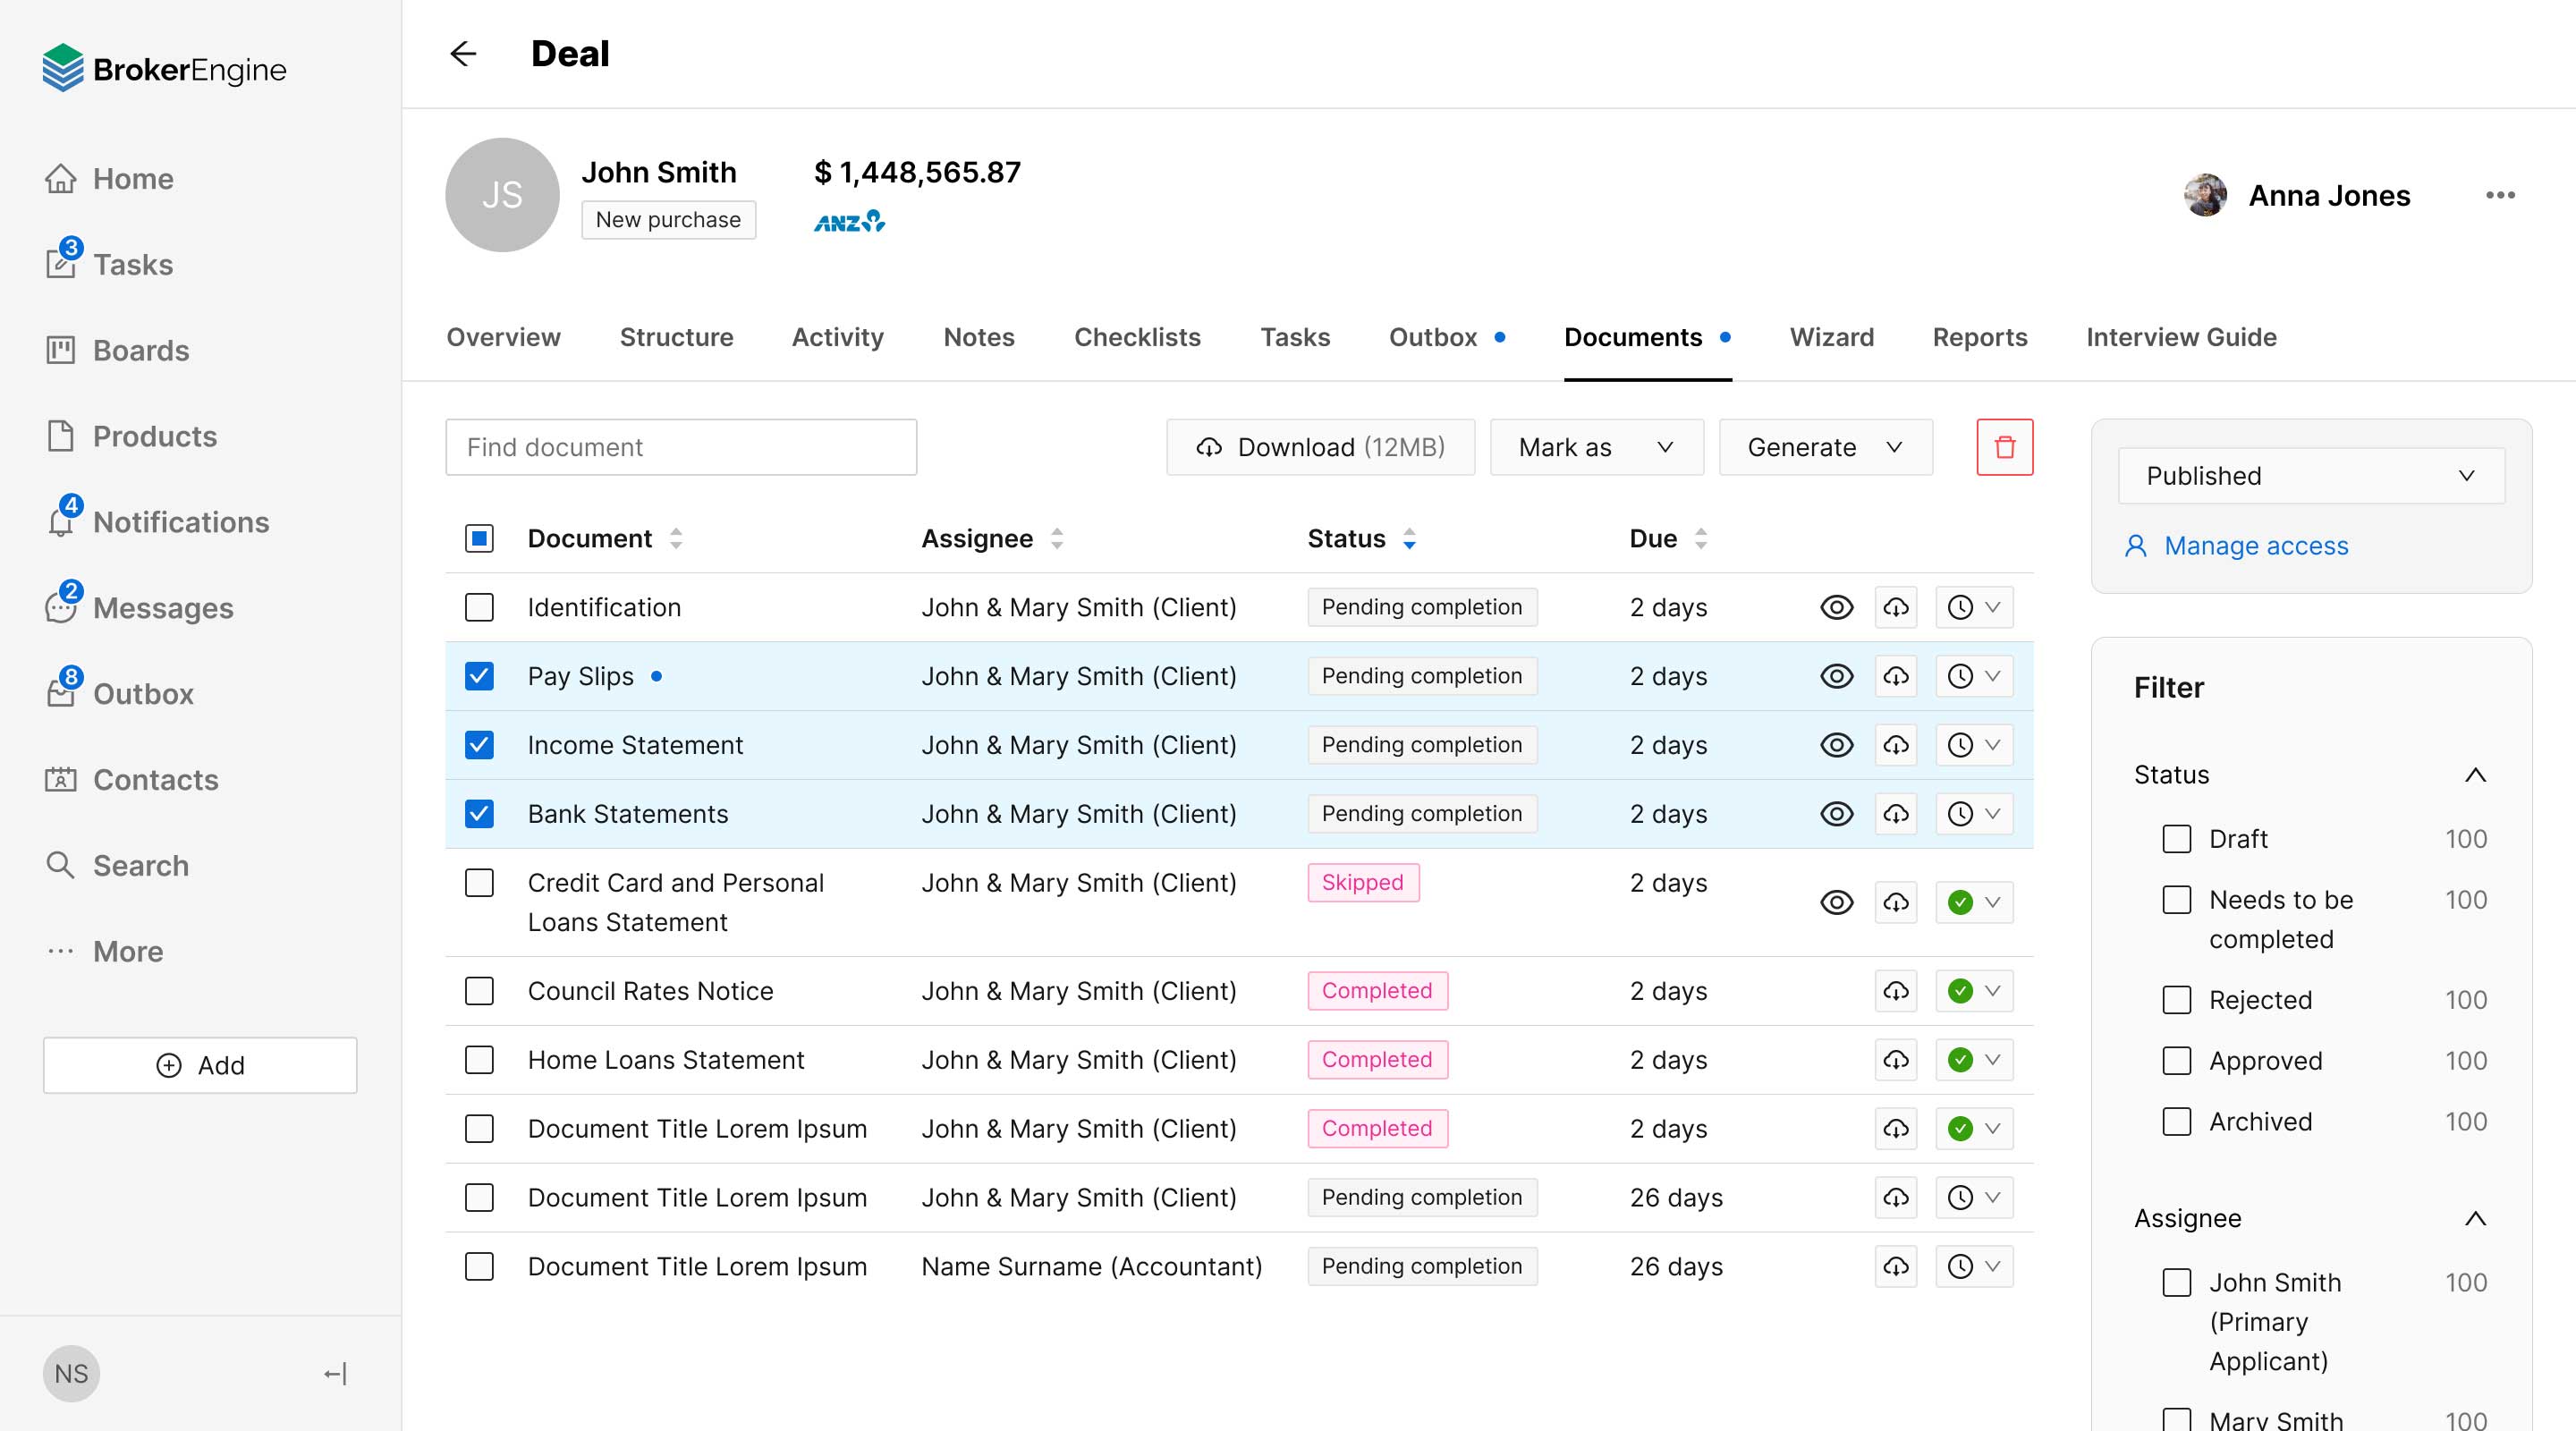 BrokerEngine
Home
3
Tasks
Boards
Products
4
Notifications
2
Messages
8
Outbox
Contacts
Search
More
Add
NS
Deal
JS
John Smith
New purchase
$ 1,448,565.87
ANZ
Anna Jones
Overview Structure Activity Notes Checklists Tasks Outbox Documents Wizard Reports Interview Guide
Find document
Download (12MB)
Mark as
Generate
Document Assignee Status Due
Identification John & Mary Smith (Client) Pending completion 2 days
Pay Slips John & Mary Smith (Client) Pending completion 2 days
Income Statement John & Mary Smith (Client) Pending completion 2 days
Bank Statements John & Mary Smith (Client) Pending completion 2 days
Credit Card and Personal John & Mary Smith (Client) Skipped 2 days
Loans Statement
Council Rates Notice John & Mary Smith (Client) Completed 2 days
Home Loans Statement John & Mary Smith (Client) Completed 2 days
Document Title Lorem Ipsum John & Mary Smith (Client) Completed 2 days
Document Title Lorem Ipsum John & Mary Smith (Client) Pending completion 26 days
Document Title Lorem Ipsum Name Surname (Accountant) Pending completion 26 days
Published
Manage access
Filter
Status
Draft 100
Needs to be 100
completed
Rejected 100
Approved 100
Archived 100
Assignee
John Smith 100
(Primary
Applicant)
Mary Smith 100